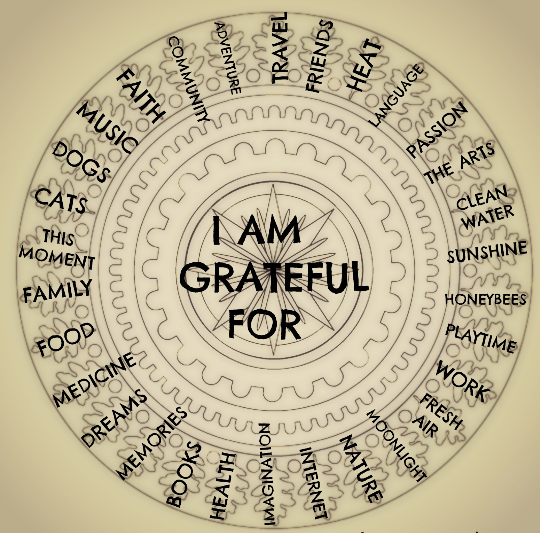 I AM
GRATEFUL
FOR
TRAVEL
FRIENDS
HEAT
LANGUAGE
PASSION
THE ARTS
CLEAN
WATER
SUNSHINE
HONEYBEES
PLAYTIME
WORK
FRESH
AIR
MOONLIGHT
NATURE
INTERNET
IMAGINATION
HEALTH
BOOKS
MEMORIES
DREAMS
MEDICINE
FOOD
FAMILY
THIS
MOMENT
CATS
DOGS
MUSIC
FAITH
COMMUNITY
ADVENTURE